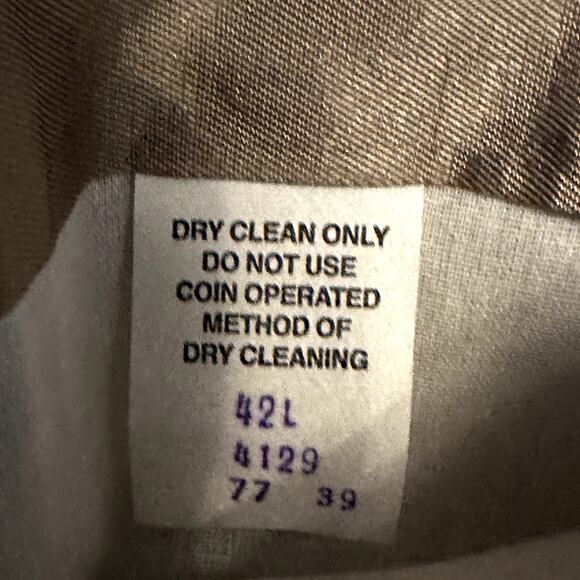 DRY CLEAN ONLY
DO NOT USE
COIN OPERATED
METHOD OF
DRY CLEANING
42L
4129
77 39